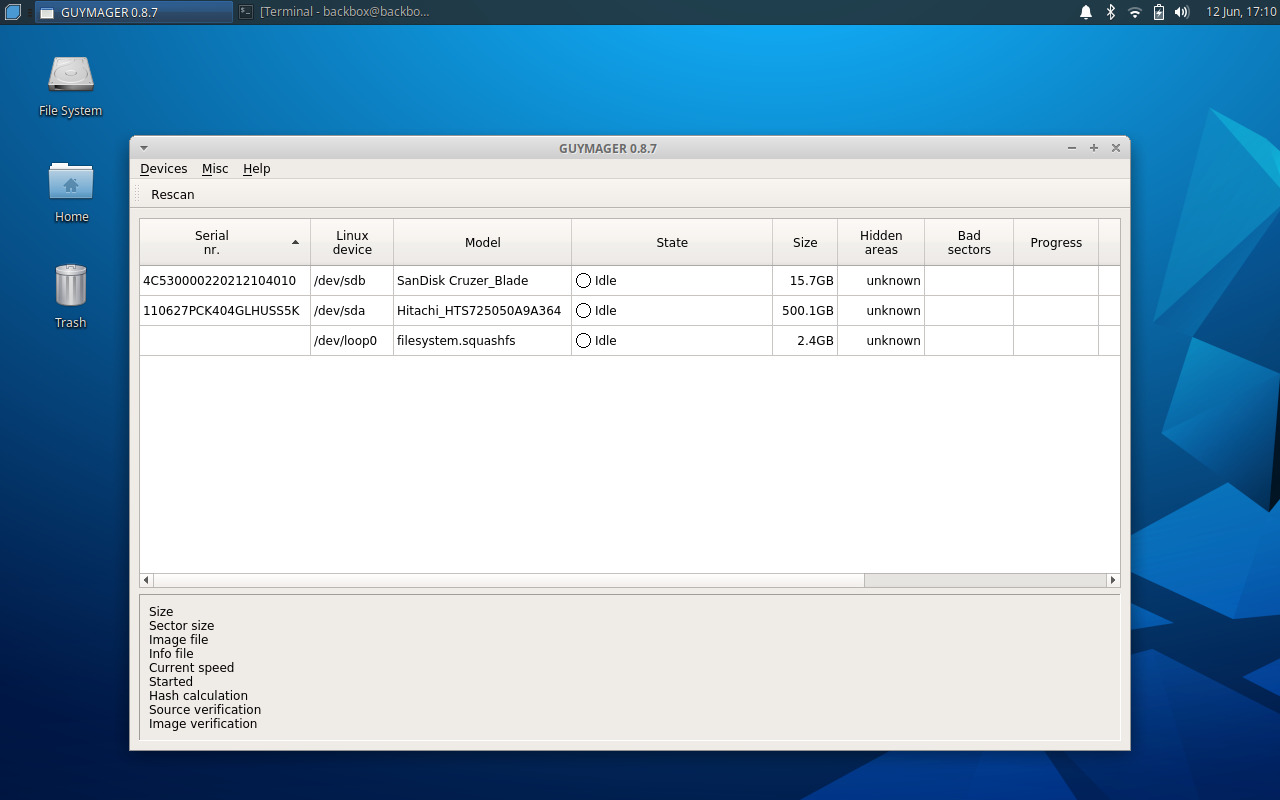 GUYMAGER 0.8.7
[Terminal - backbox@backbo...
12 Jun, 17:10
File System
Home
Trash
GUYMAGER 0.8.7
Devices Misc Help
Rescan
Serial nr. Linux device Model State Size Hidden areas Bad sectors Progress
4C530000220212104010 /dev/sdb SanDisk Cruzer_Blade Idle 15.7GB unknown
110627PCK404GLHUSS5K /dev/sda Hitachi_HTS725050A9A364 Idle 500.1GB unknown
/dev/loop0 filesystem.squashfs Idle 2.4GB unknown
Size
Sector size
Image file
Info file
Current speed
Started
Hash calculation
Source verification
Image verification